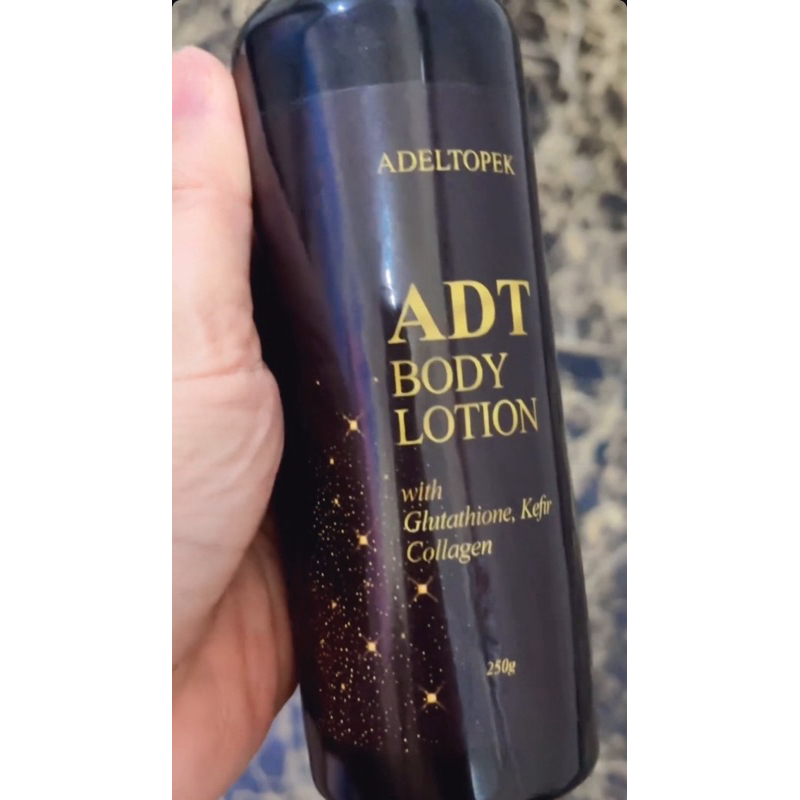 ADELTOPEK
ADT
BODY
LOTION
with
Glutathione, Kefir
Collagen
250g